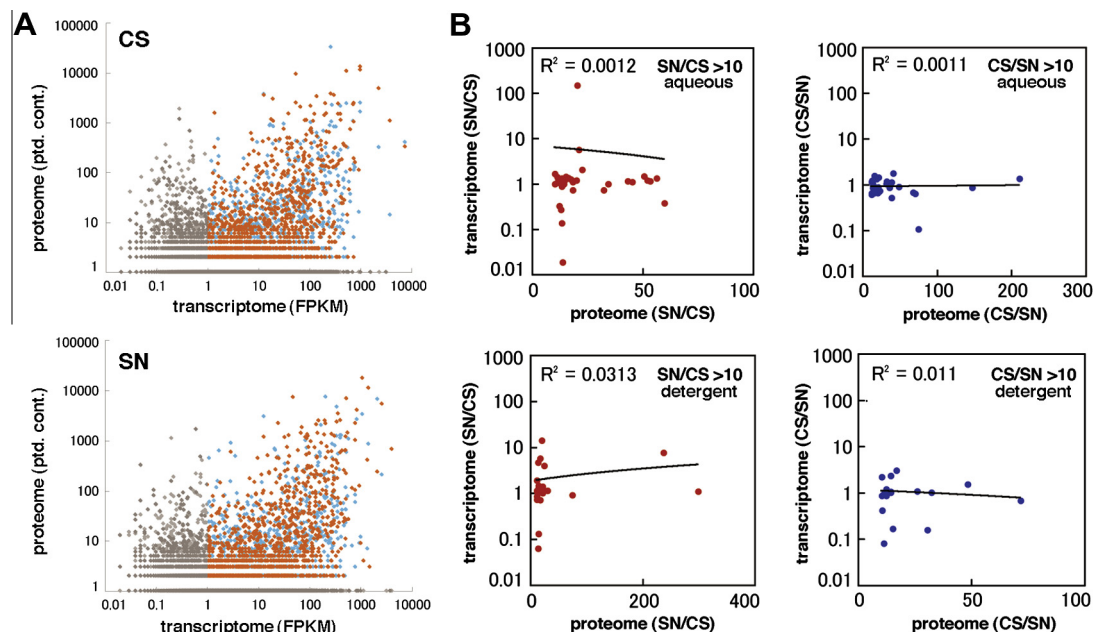 A
CS
100000
10000
1000
100
10
1
0.01 0.1 1 10 100 1000 10000
proteome (ptd. cont.)
transcriptome (FPKM)
SN
100000
10000
1000
100
10
1
0.01 0.1 1 10 100 1000 10000
proteome (ptd. cont.)
transcriptome (FPKM)
B
R² = 0.0012 SN/CS >10
aqueous
1000
100
10
1
0.1
0.01
0 50 100
transcriptome (SN/CS)
proteome (SN/CS)
R² = 0.0011 CS/SN >10
aqueous
1000
100
10
1
0.1
0.01
0 100 200 300
transcriptome (CS/SN)
proteome (CS/SN)
R² = 0.0313 SN/CS >10
detergent
1000
100
10
1
0.1
0.01
0 200 400
transcriptome (SN/CS)
proteome (SN/CS)
R² = 0.011 CS/SN >10
detergent
1000
100
10
1
0.1
0.01
0 50 100
transcriptome (CS/SN)
proteome (CS/SN)